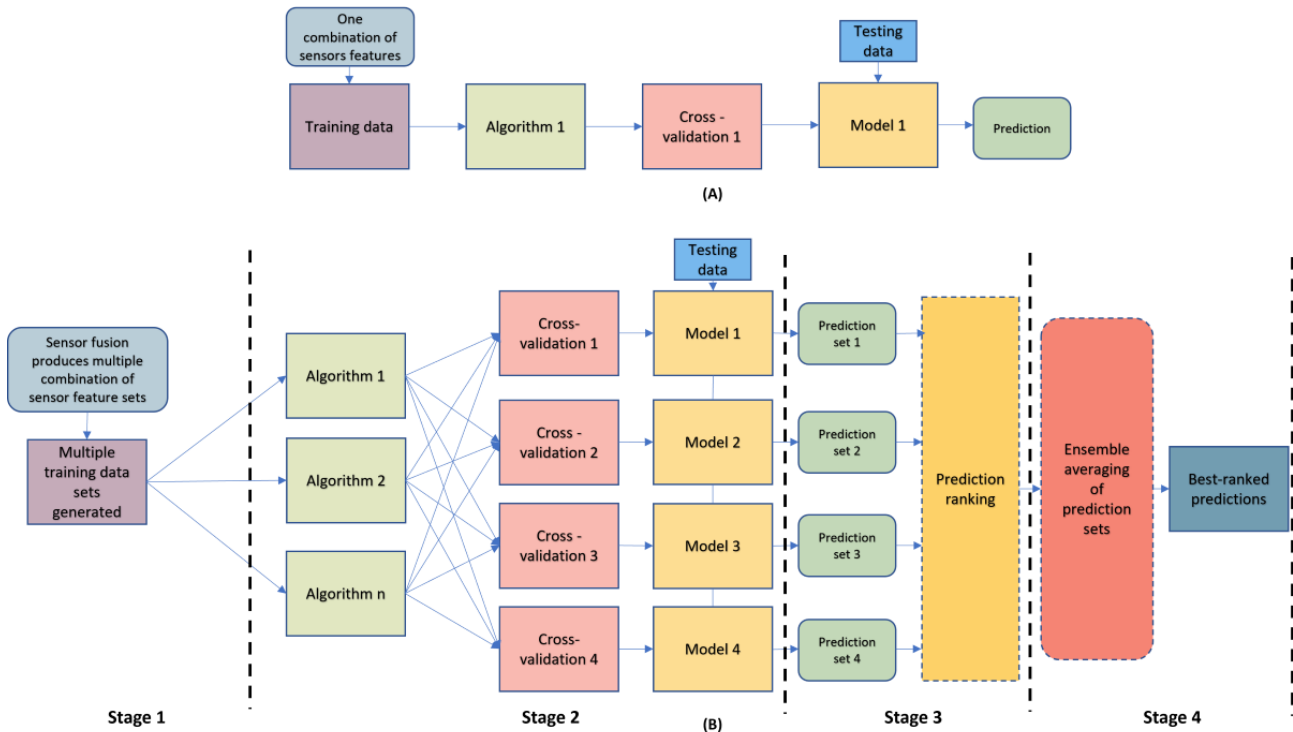 One
combination of
sensors features
Testing
data
Training data
Algorithm 1
Cross -
validation 1
Model 1
Prediction
(A)
Testing
data
Sensor fusion
produces multiple
combination of
sensor feature sets
Multiple
training data
sets
generated
Algorithm 1
Algorithm 2
Algorithm n
Cross-
validation 1
Cross -
validation 2
Cross -
validation 3
Cross-
validation 4
Model 1
Model 2
Model 3
Model 4
Prediction
set 1
Prediction
set 2
Prediction
set 3
Prediction
set 4
Prediction
ranking
Ensemble
averaging
of
prediction
sets
Best-ranked
predictions
Stage 1
Stage 2
(B)
Stage 3
Stage 4